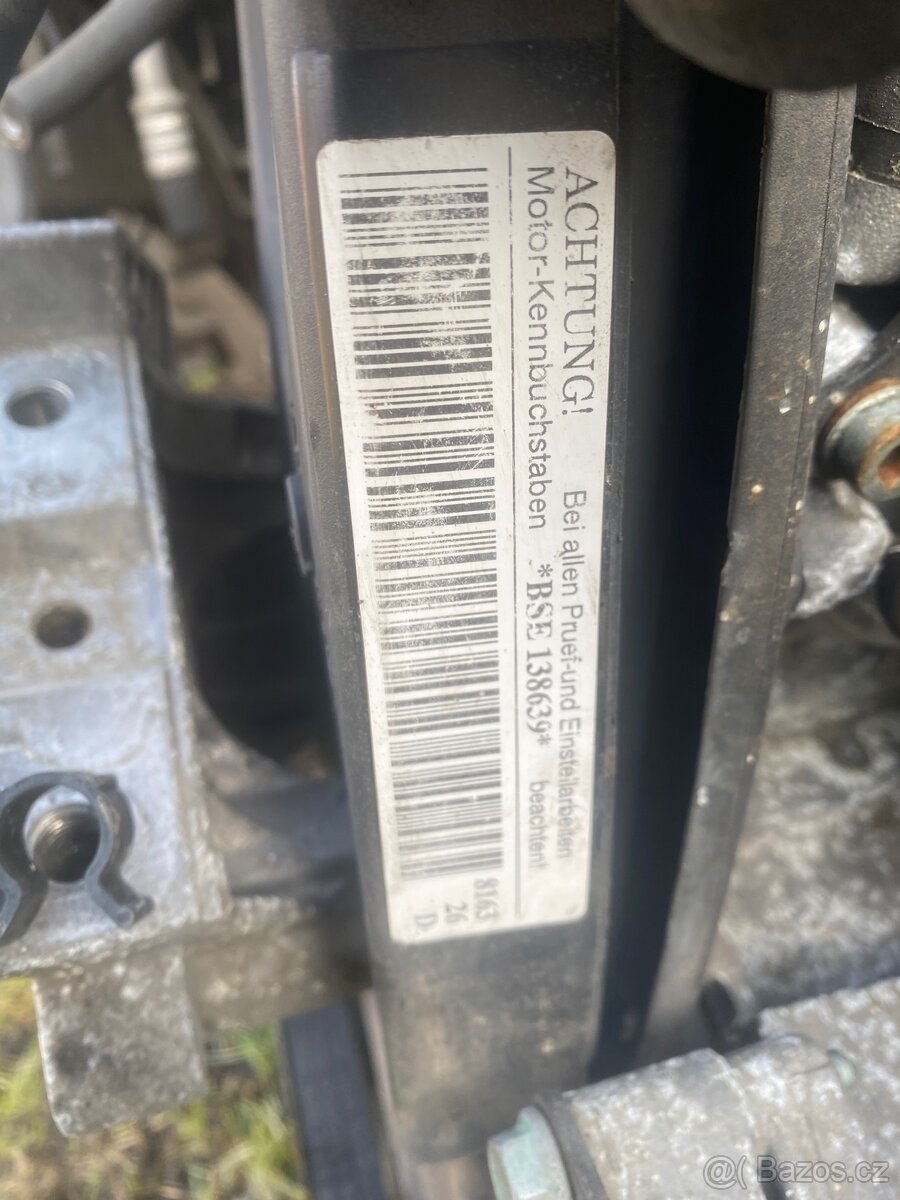 ACHTUNG! Bei allen Pruef-und Einstellarbeiten
Motor-Kennbuchstaben *BSE 138639* beachten!
8163
26
D
@( Bazos.cz